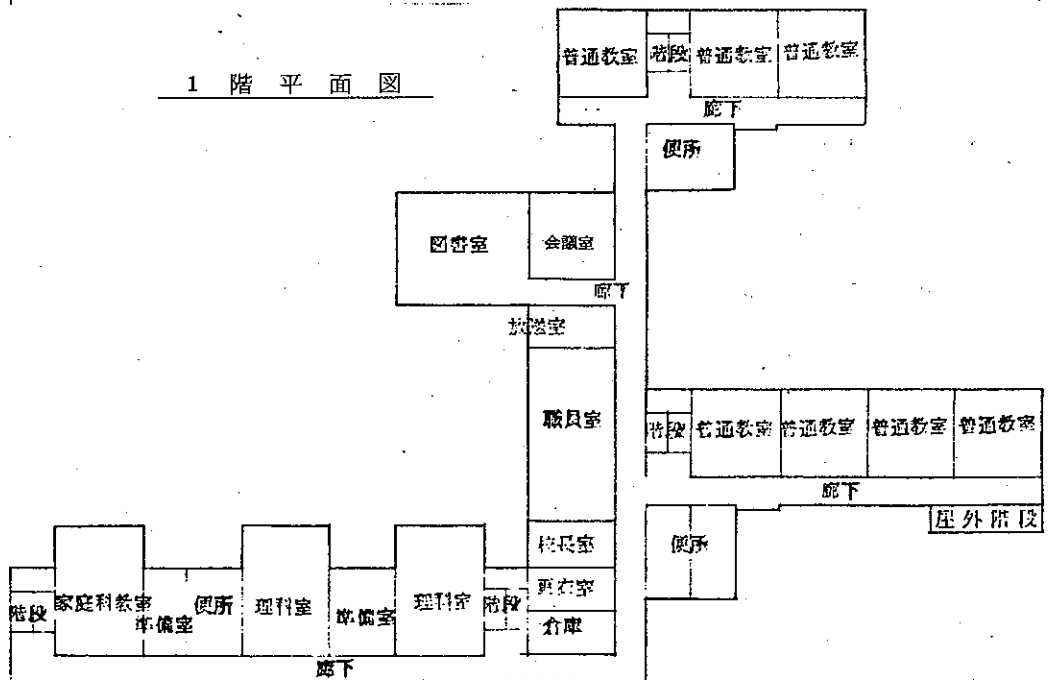 1 階 平 面 図
普通教室 階段 普通教室 普通教室
廊下
便所
図書室 会議室
廊下
放送室
職員室
階段 普通教室 普通教室 普通教室 普通教室
廊下
屋外階段
校長室 便所
更衣室
階段 家庭科教室 準備室 便所 理科室 準備室 理科室 階段
倉庫
廊下